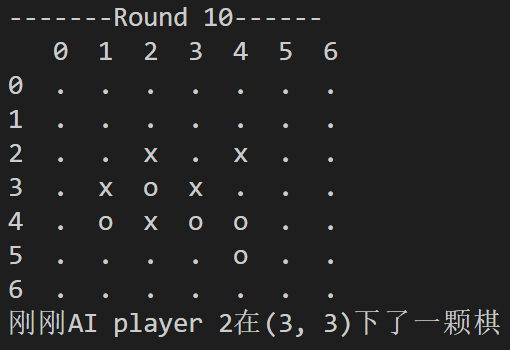 -------Round 10------
   0  1  2  3  4  5  6
0  .  .  .  .  .  .  .
1  .  .  .  .  .  .  .
2  .  .  x  .  x  .  .
3  .  x  o  x  .  .  .
4  .  o  x  o  o  .  .
5  .  .  .  .  o  .  .
6  .  .  .  .  .  .  .
刚刚AI player 2在(3, 3)下了一颗棋